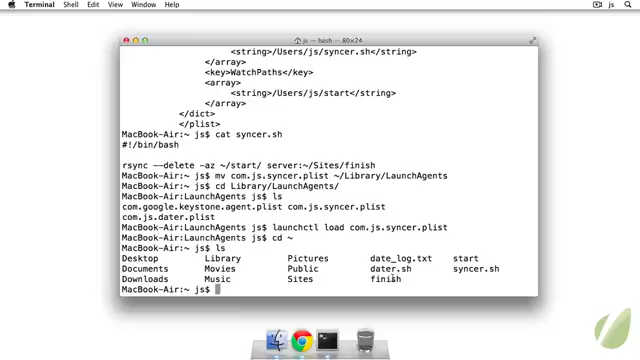 Terminal Shell Edit View Window Help js
js — bash — 80×24
<string>/Users/js/syncer.sh</string>
</array>
<key>WatchPaths</key>
<array>
<string>/Users/js/start</string>
</array>
</dict>
</plist>
MacBook-Air:~ js$ cat syncer.sh
#!/bin/bash
rsync --delete -az ~/start/ server:~/Sites/finish
MacBook-Air:~ js$ mv com.js.syncer.plist ~/Library/LaunchAgents
MacBook-Air:~ js$ cd Library/LaunchAgents/
MacBook-Air:LaunchAgents js$ ls
com.google.keystone.agent.plist com.js.syncer.plist
com.js.dater.plist
MacBook-Air:LaunchAgents js$ launchctl load com.js.syncer.plist
MacBook-Air:LaunchAgents js$ cd ~
MacBook-Air:~ js$ ls
Desktop Library Pictures date_log.txt start
Documents Movies Public dater.sh syncer.sh
Downloads Music Sites finish
MacBook-Air:~ js$